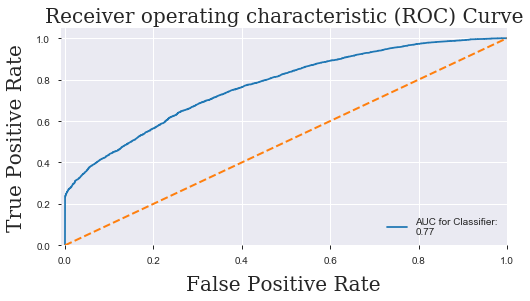 Receiver operating characteristic (ROC) Curve
True Positive Rate
1.0
0.8
0.6
0.4
0.2
0.0
AUC for Classifier:
0.77
0.0 0.2 0.4 0.6 0.8 1.0
False Positive Rate